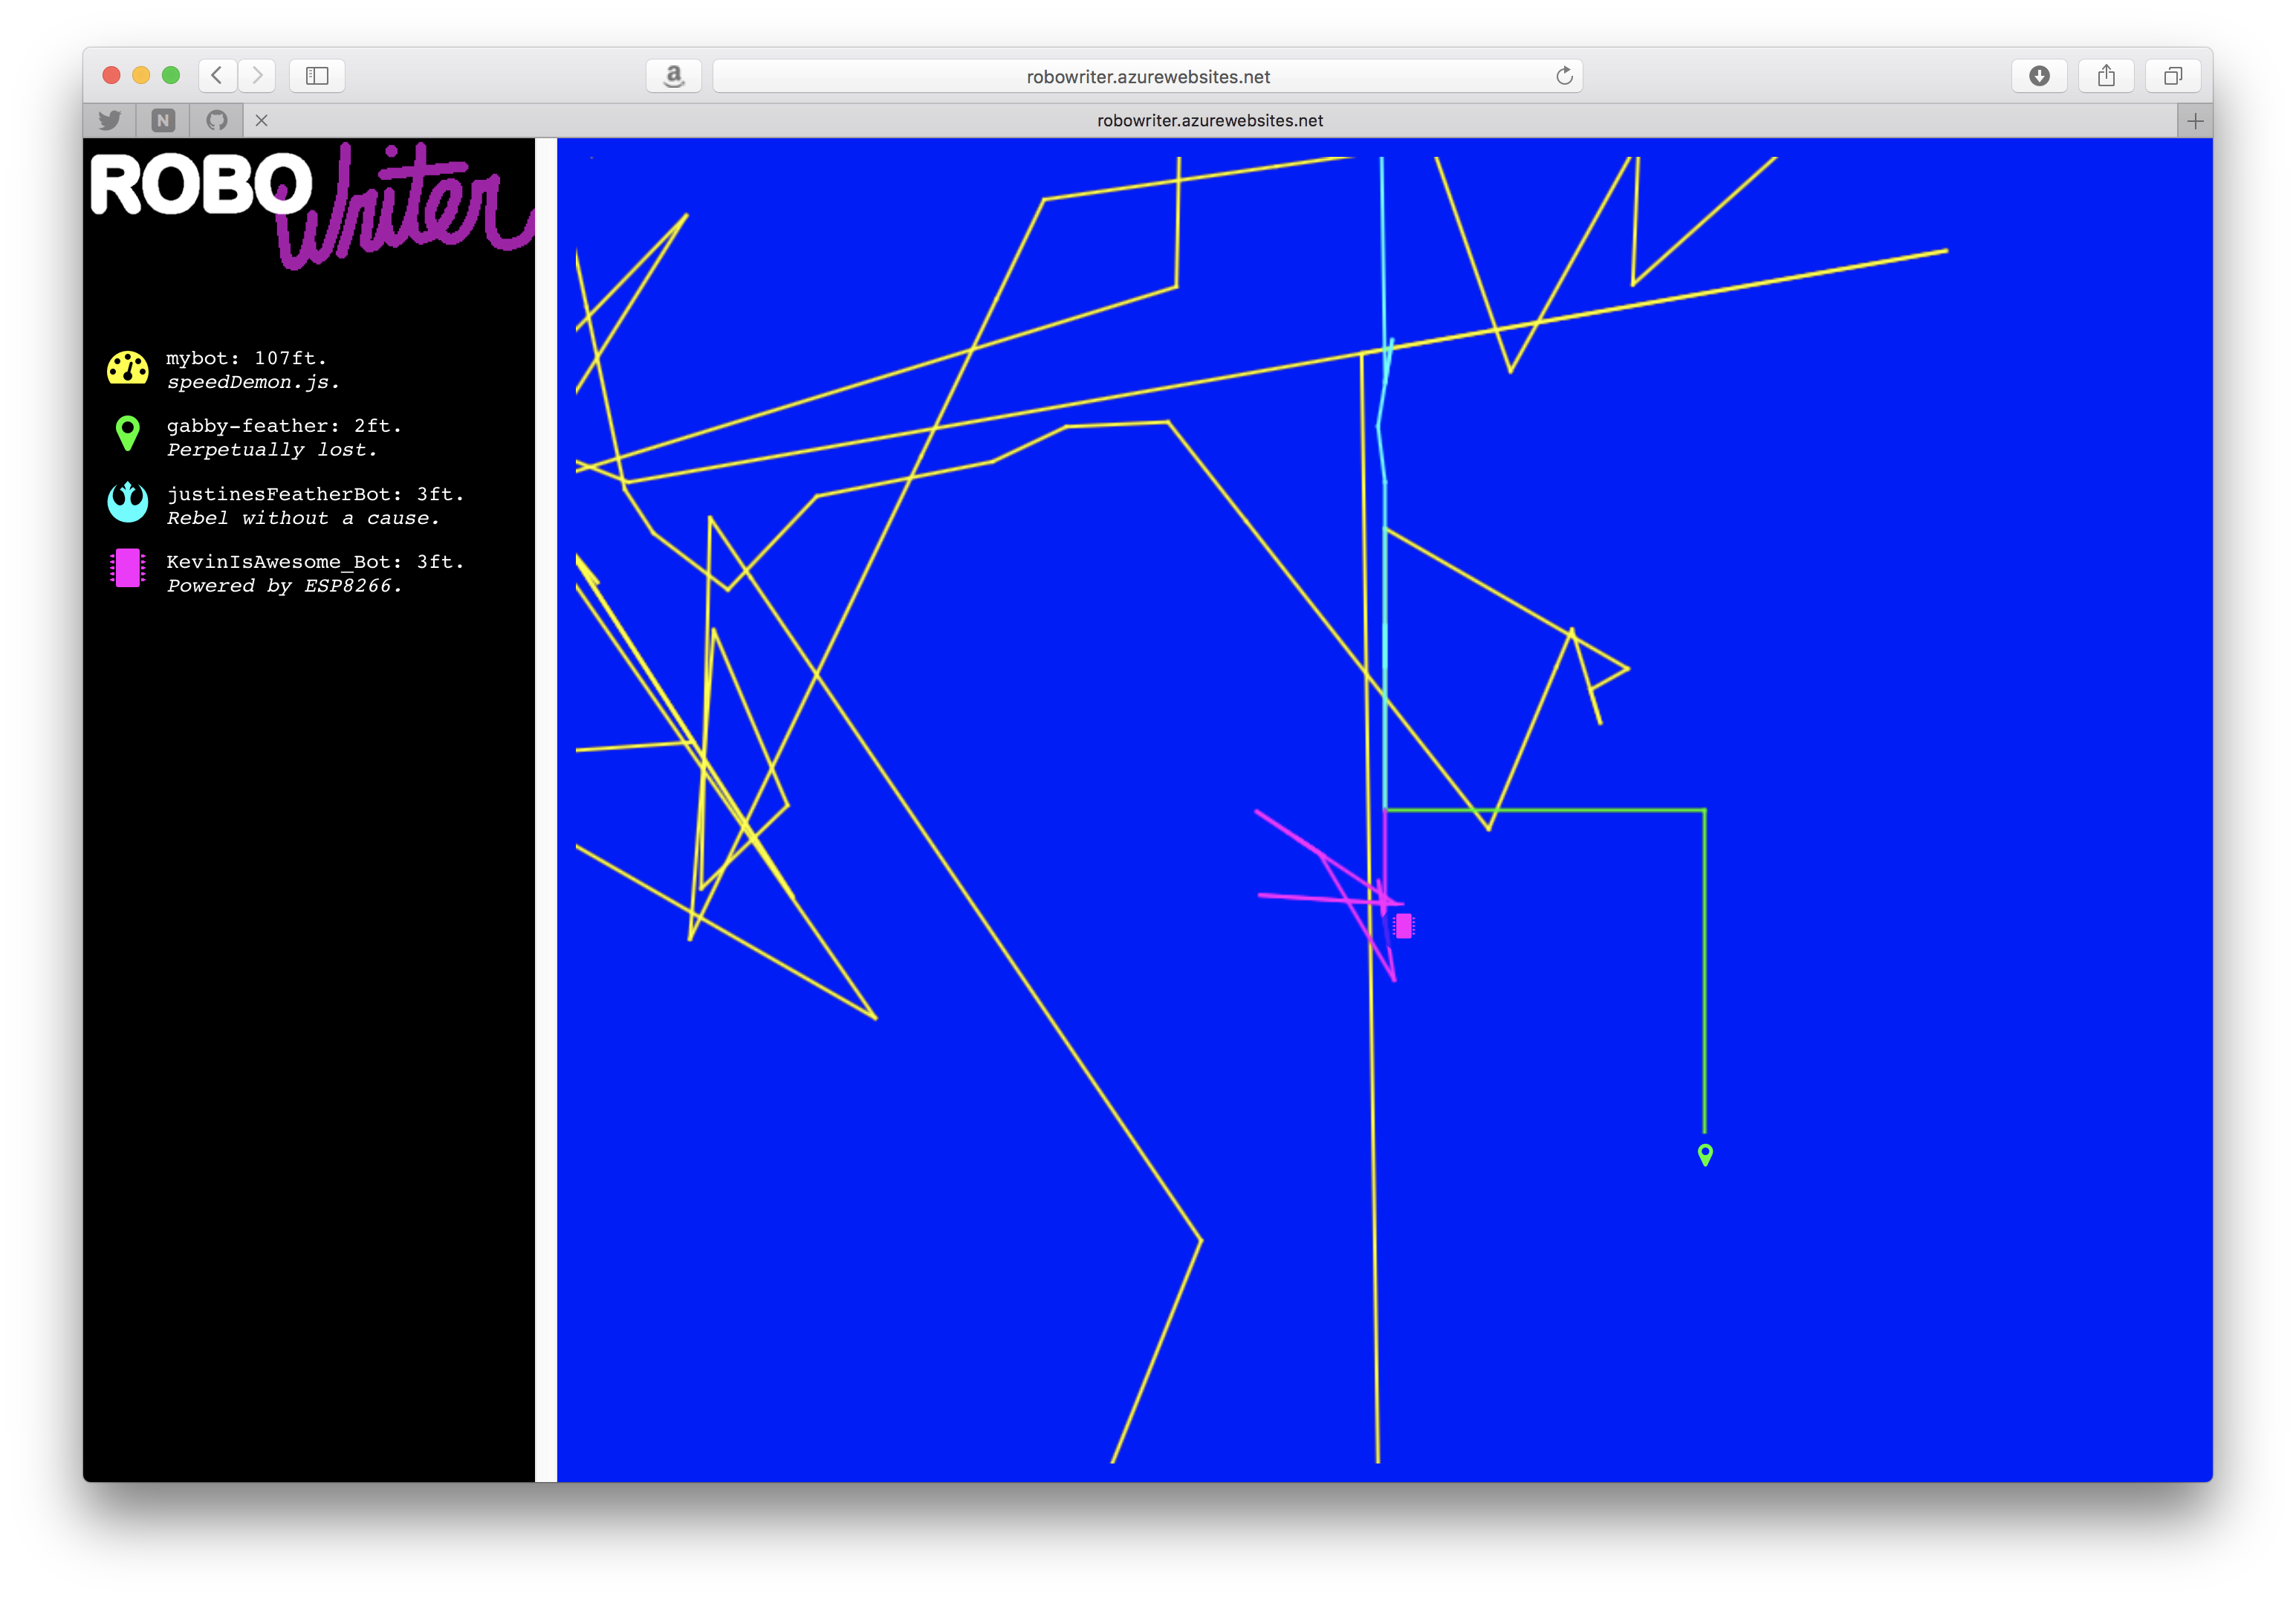 robowriter.azurewebsites.net
robowriter.azurewebsites.net
ROBO Writer
mybot: 107ft.
speedDemon.js.
gabby-feather: 2ft.
Perpetually lost.
justinesFeatherBot: 3ft.
Rebel without a cause.
KevinIsAwesome_Bot: 3ft.
Powered by ESP8266.